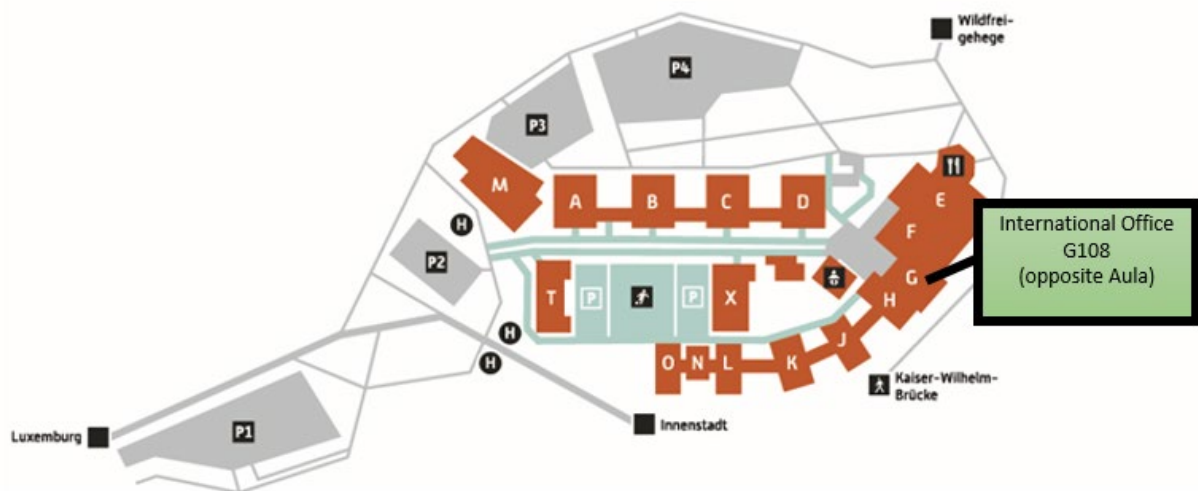 Wildfrei-
gehege
P4
P3
M
A
B
C
D
E
F
G
H
International Office
G108
(opposite Aula)
H
P2
T
P
P
X
H
H
O
N
L
K
J
Kaiser-Wilhelm-
Brücke
Luxemburg
P1
Innenstadt